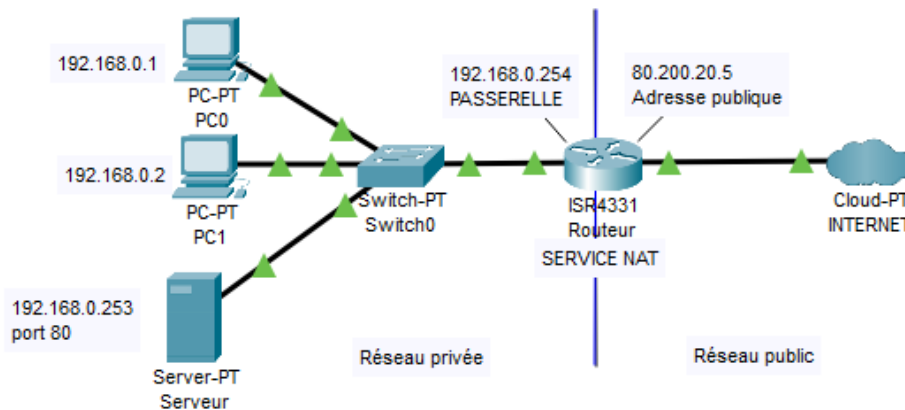 192.168.0.1
PC-PT
PC0
192.168.0.2
PC-PT
PC1
192.168.0.253
port 80
Server-PT
Serveur
Switch-PT
Switch0
192.168.0.254
PASSERELLE
80.200.20.5
Adresse publique
ISR4331
Routeur
SERVICE NAT
Cloud-PT
INTERNET
Réseau privée
Réseau public